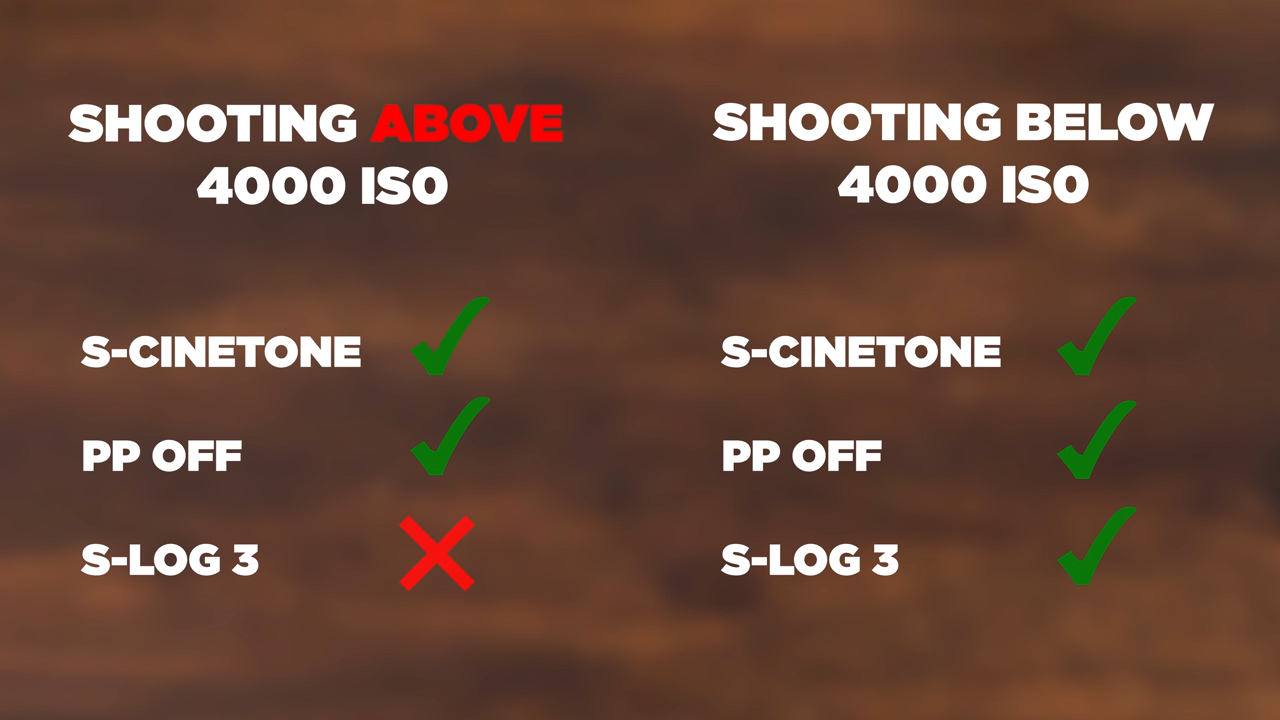 SHOOTING ABOVE
4000 ISO
S-CINETONE ✓
PP OFF ✓
S-LOG 3 ✗
SHOOTING BELOW
4000 ISO
S-CINETONE ✓
PP OFF ✓
S-LOG 3 ✓